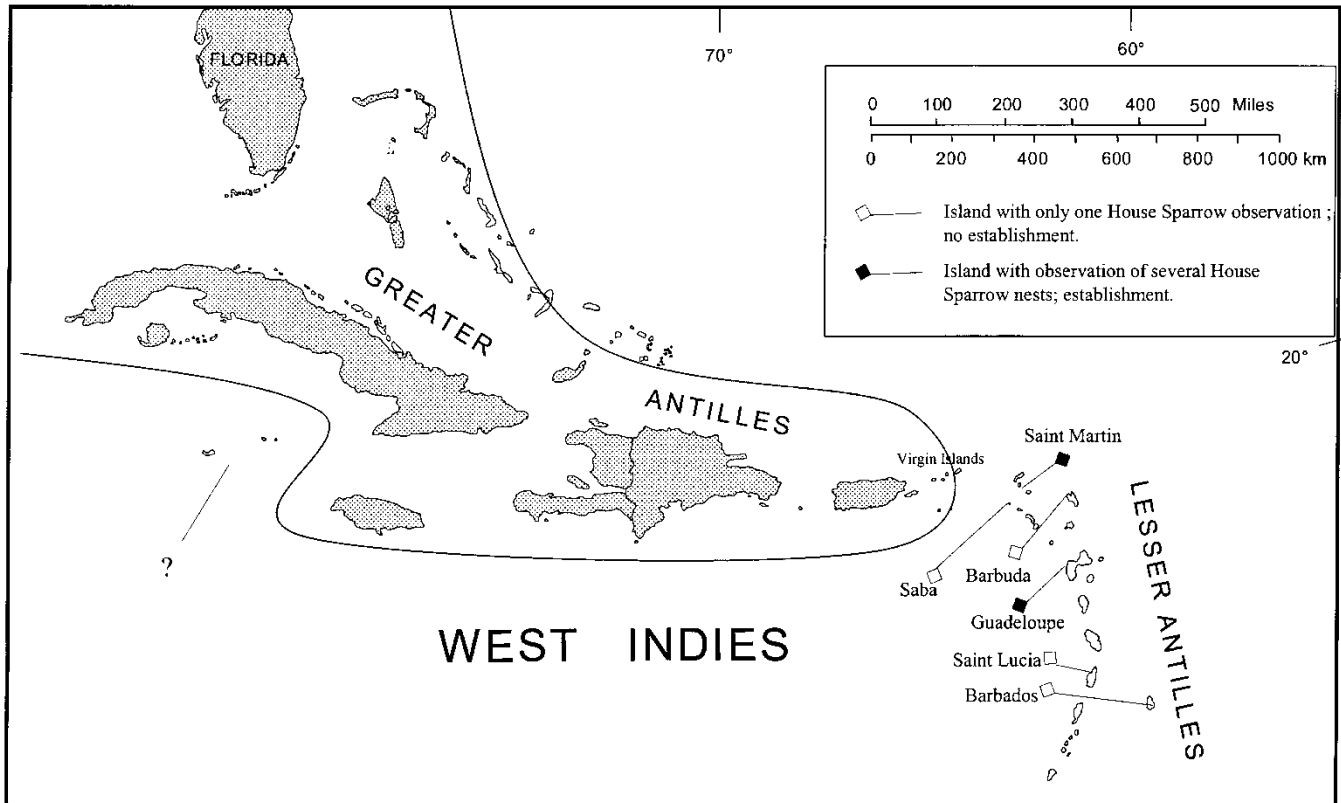 FLORIDA
70°
60°
0 100 200 300 400 500 Miles
0 200 400 600 800 1000 km
Island with only one House Sparrow observation ;
no establishment.
Island with observation of several House
Sparrow nests; establishment.
20°
GREATER
ANTILLES
Virgin Islands
Saint Martin
LESSER ANTILLES
?
Saba
Barbuda
Guadeloupe
WEST INDIES
Saint Lucia
Barbados